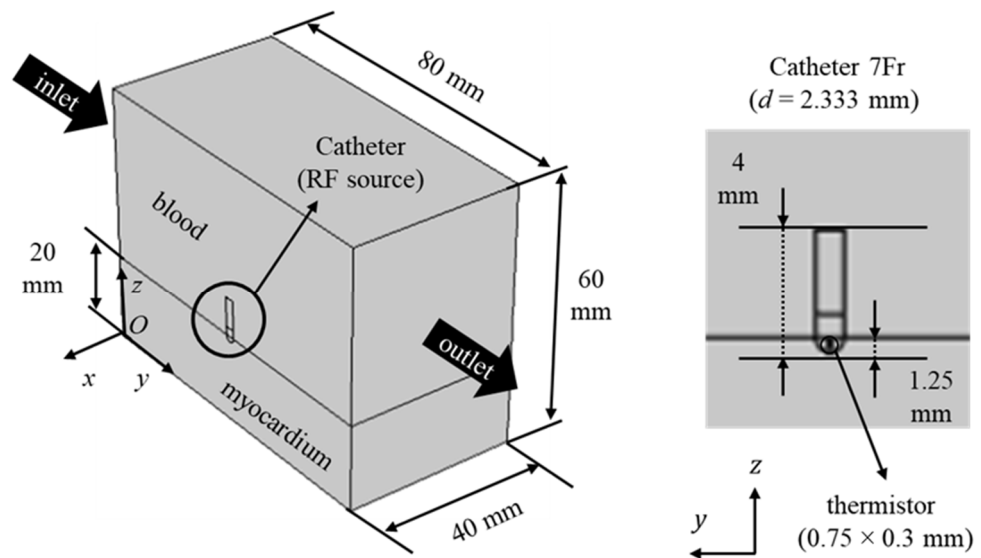 inlet
80 mm
Catheter
(RF source)
blood
20
mm
z
O
x
y
myocardium
outlet
60
mm
40 mm
Catheter 7Fr
(d = 2.333 mm)
4
mm
1.25
mm
z
y
thermistor
(0.75 × 0.3 mm)